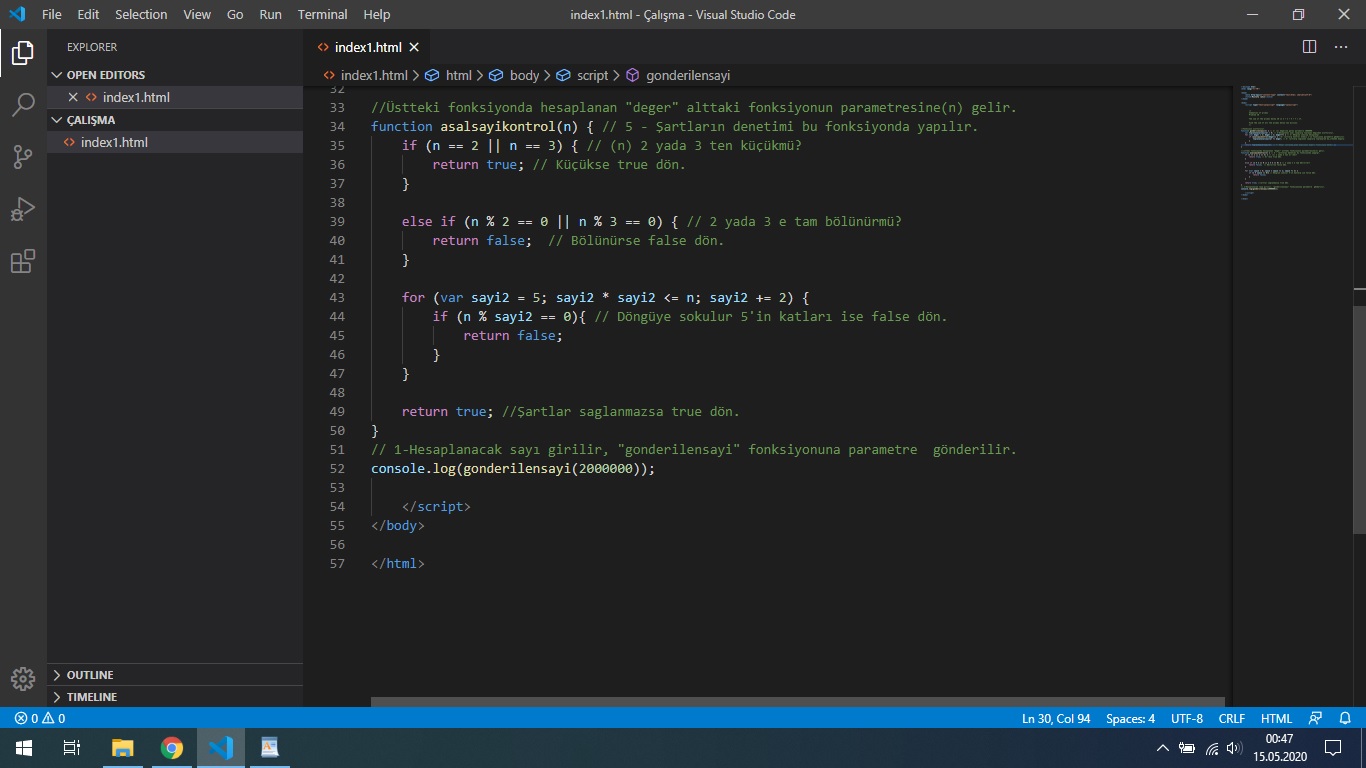 File Edit Selection View Go Run Terminal Help
index1.html - Çalışma - Visual Studio Code
EXPLORER
OPEN EDITORS
index1.html
ÇALIŞMA
index1.html
OUTLINE
TIMELINE
index1.html
index1.html > html > body > script > gonderilensayi
32
33 //Üstteki fonksiyonda hesaplanan "deger" alttaki fonksiyonun parametresine(n) gelir.
34 function asalsayikontrol(n) { // 5 - Şartların denetimi bu fonksiyonda yapılır.
35 if (n == 2 || n == 3) { // (n) 2 yada 3 ten küçükmü?
36 return true; // Küçükse true dön.
37 }
38
39 else if (n % 2 == 0 || n % 3 == 0) { // 2 yada 3 e tam bölünürmü?
40 return false;  // Bölünürse false dön.
41 }
42
43 for (var sayi2 = 5; sayi2 * sayi2 <= n; sayi2 += 2) {
44 if (n % sayi2 == 0){ // Döngüye sokulur 5'in katları ise false dön.
45 return false;
46 }
47 }
48
49 return true; //Şartlar saglanmazsa true dön.
50 }
51 // 1-Hesaplanacak sayı girilir, "gonderilensayi" fonksiyonuna parametre  gönderilir.
52 console.log(gonderilensayi(2000000));
53
54 </script>
55 </body>
56
57 </html>
0 0
Ln 30, Col 94 Spaces: 4 UTF-8 CRLF HTML
00:47
15.05.2020